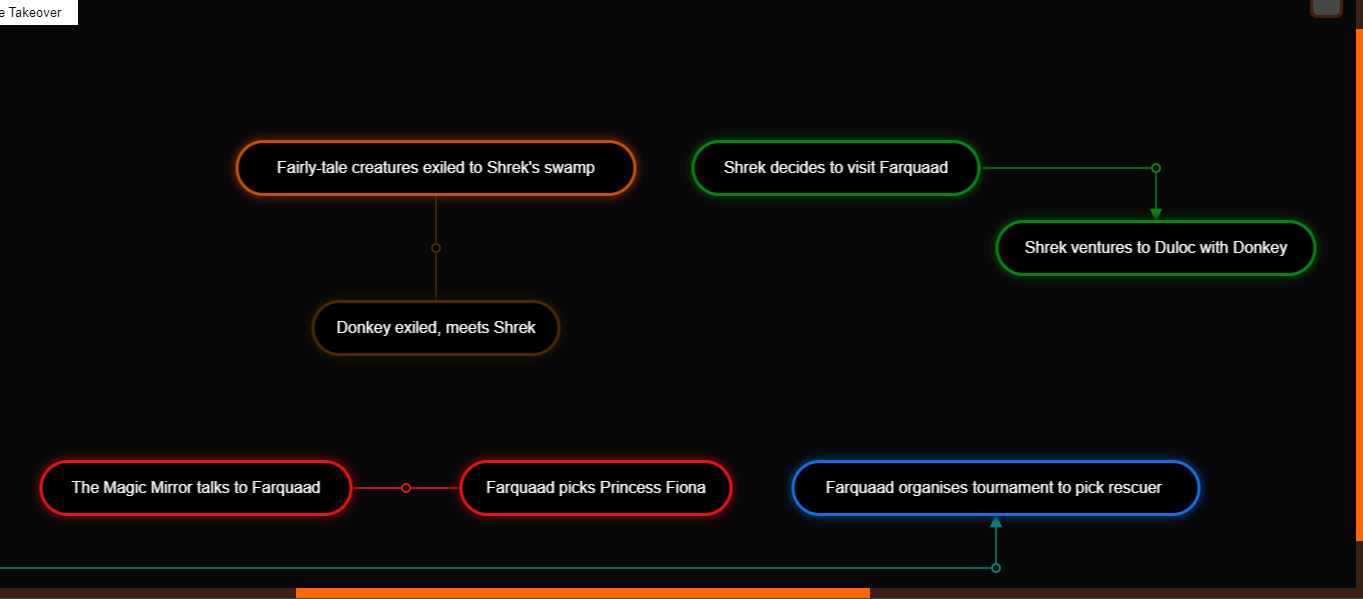 e Takeover
Fairly-tale creatures exiled to Shrek's swamp
Shrek decides to visit Farquaad
Shrek ventures to Duloc with Donkey
Donkey exiled, meets Shrek
The Magic Mirror talks to Farquaad
Farquaad picks Princess Fiona
Farquaad organises tournament to pick rescuer